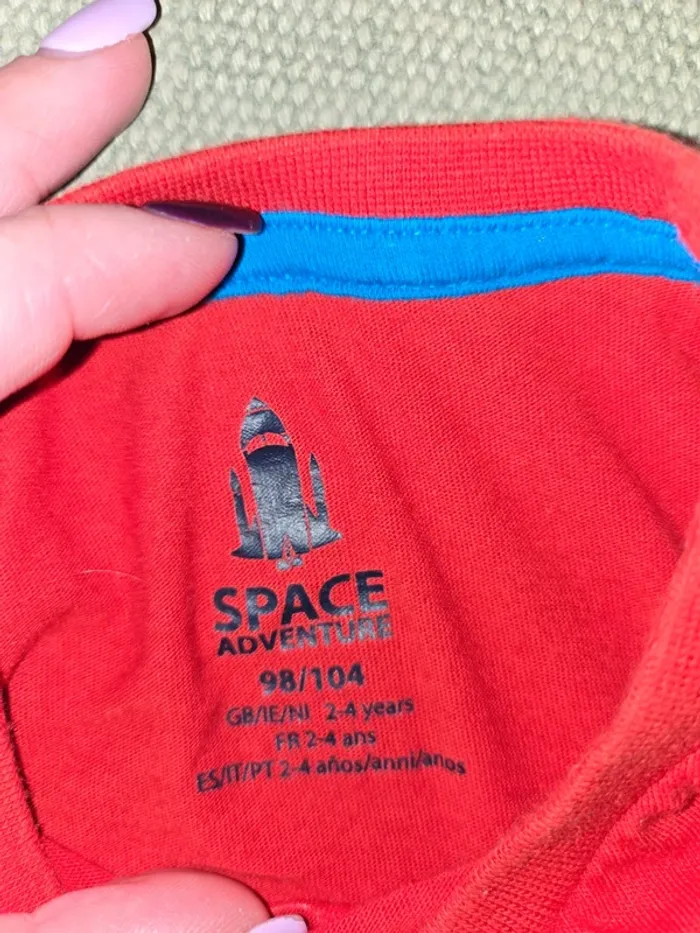 SPACE
ADVENTURE
98/104
GB/IE/NI 2-4 years
FR 2-4 ans
ES/IT/PT 2-4 años/anni/anos